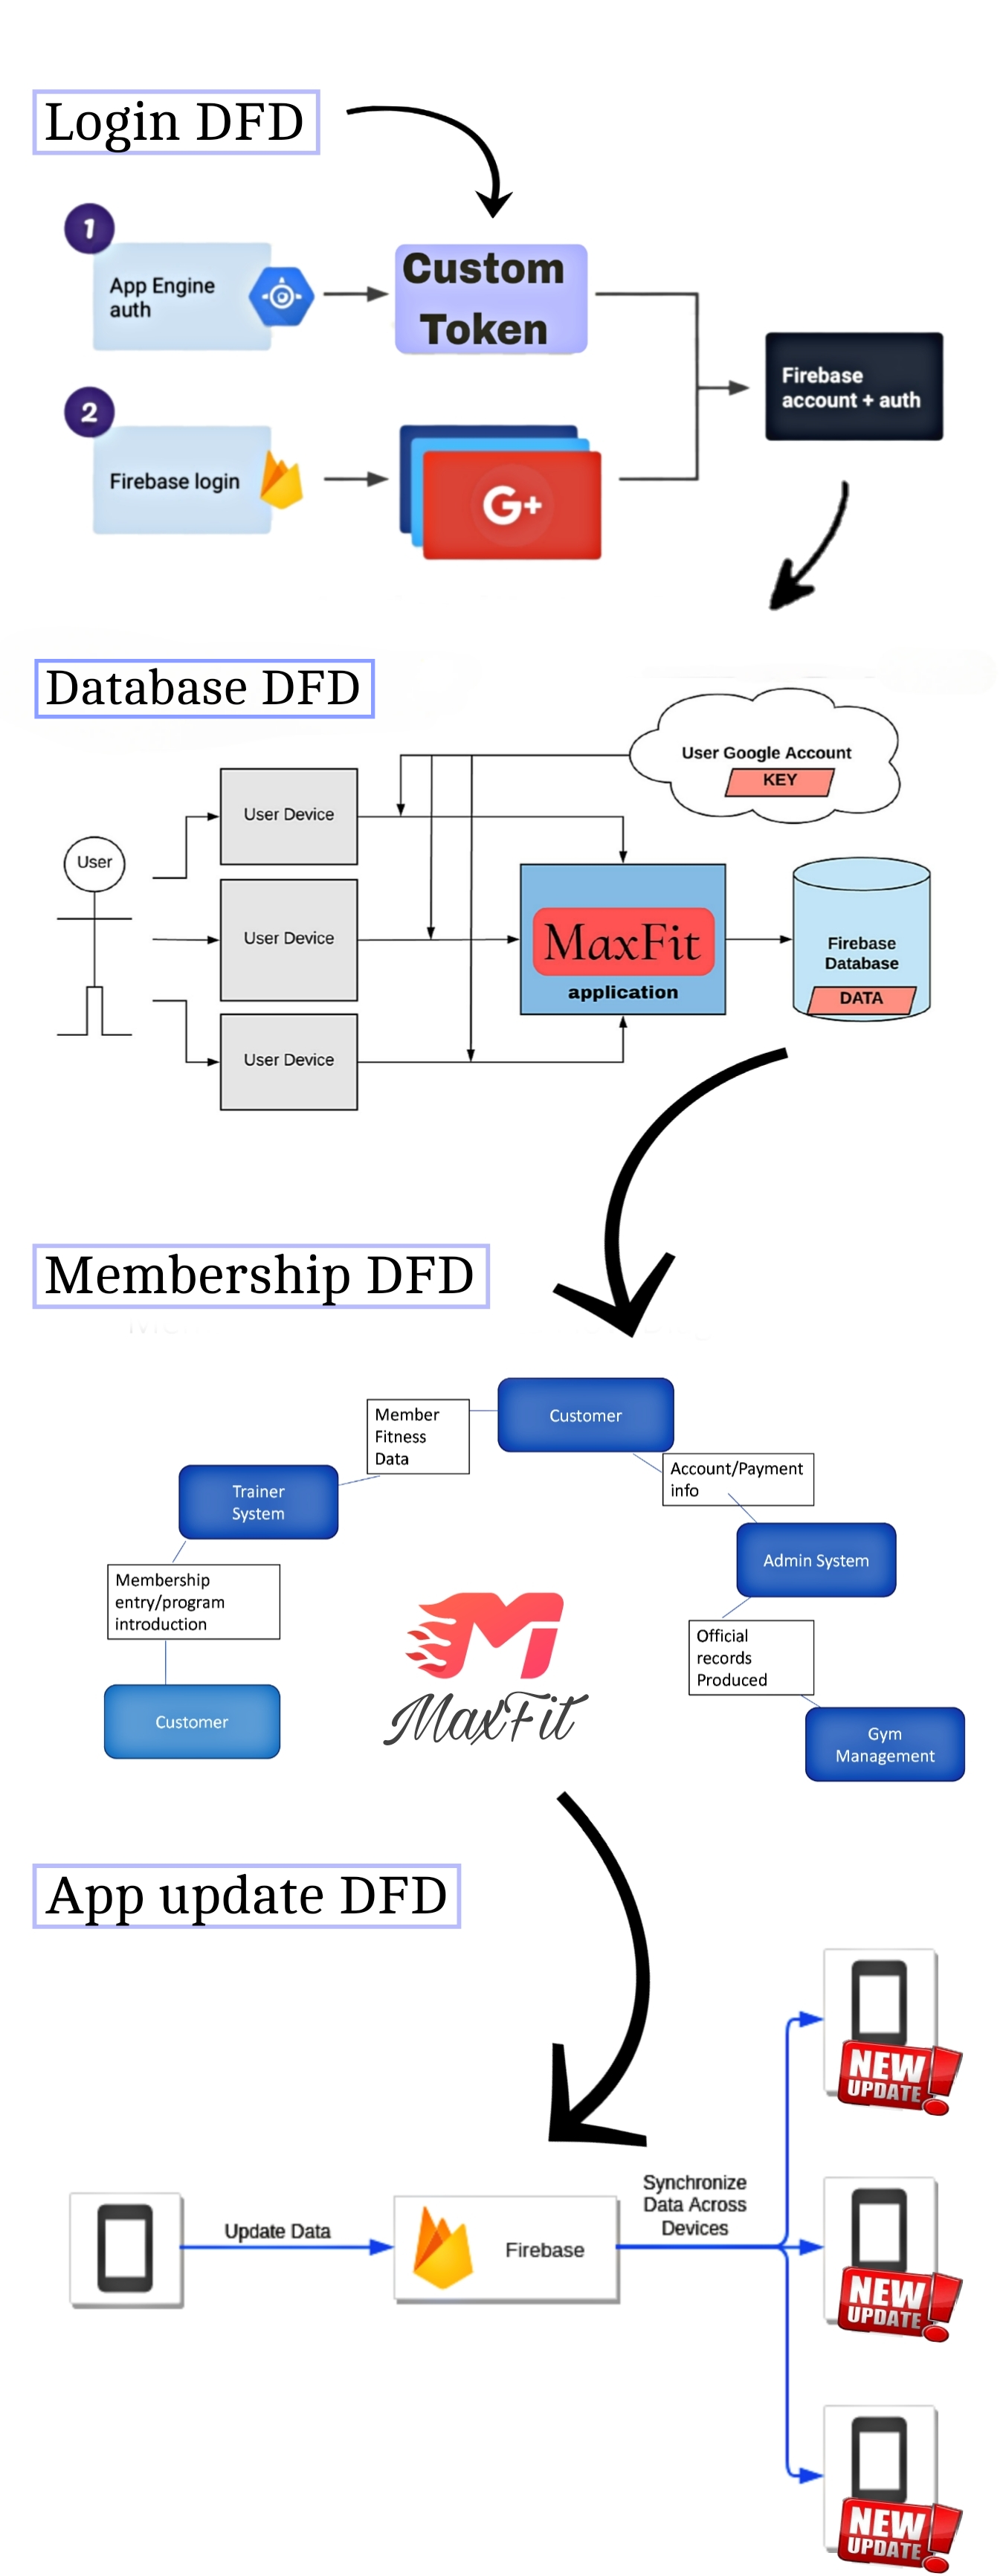 Login DFD
1
App Engine
auth
Custom
Token
Firebase
account + auth
2
Firebase login
G+
Database DFD
User Google Account
KEY
User Device
User
User Device
MaxFit
application
Firebase
Database
DATA
User Device
Membership DFD
Customer
Member
Fitness
Data
Account/Payment
info
Trainer
System
Admin System
Membership
entry/program
introduction
Official
records
Produced
Customer
M
MaxFit
Gym
Management
App update DFD
NEW
UPDATE!
Synchronize
Data Across
Devices
Update Data
Firebase
NEW
UPDATE!
NEW
UPDATE!